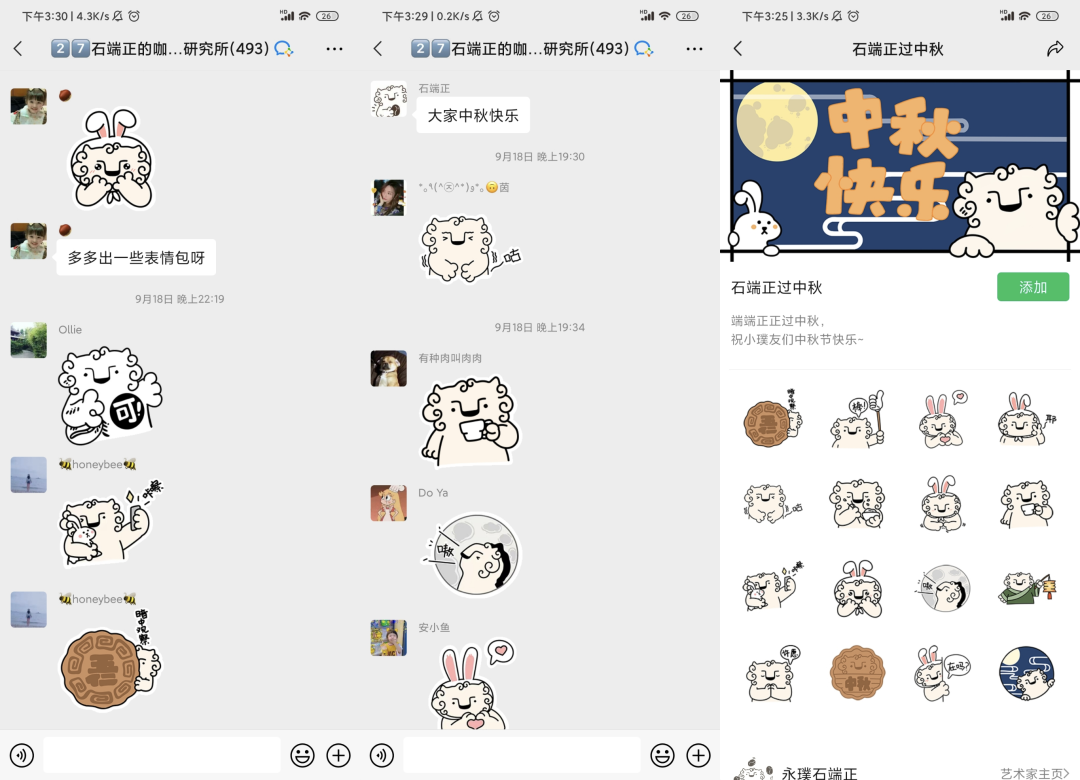 下午3:30 | 4.3K/s
HD
26
27石端正的咖...研究所(493)
多多出一些表情包呀
9月18日 晚上22:19
Ollie
可!
honeybee
咔嚓
honeybee
暗中观察
下午3:29 | 0.2K/s
HD
26
27石端正的咖...研究所(493)
石端正
大家中秋快乐
9月18日 晚上19:30
茵
咕
9月18日 晚上19:34
有种肉叫肉肉
Do Ya
嗷
安小鱼
下午3:25 | 3.3K/s
HD
26
石端正过中秋
中秋
快乐
石端正过中秋
添加
端端正正过中秋，
祝小璞友们中秋节快乐~
暗中观察
棒!
耶
咕
咔嚓
嗷
许愿
中秋
在吗?
永璞石端正
艺术家主页